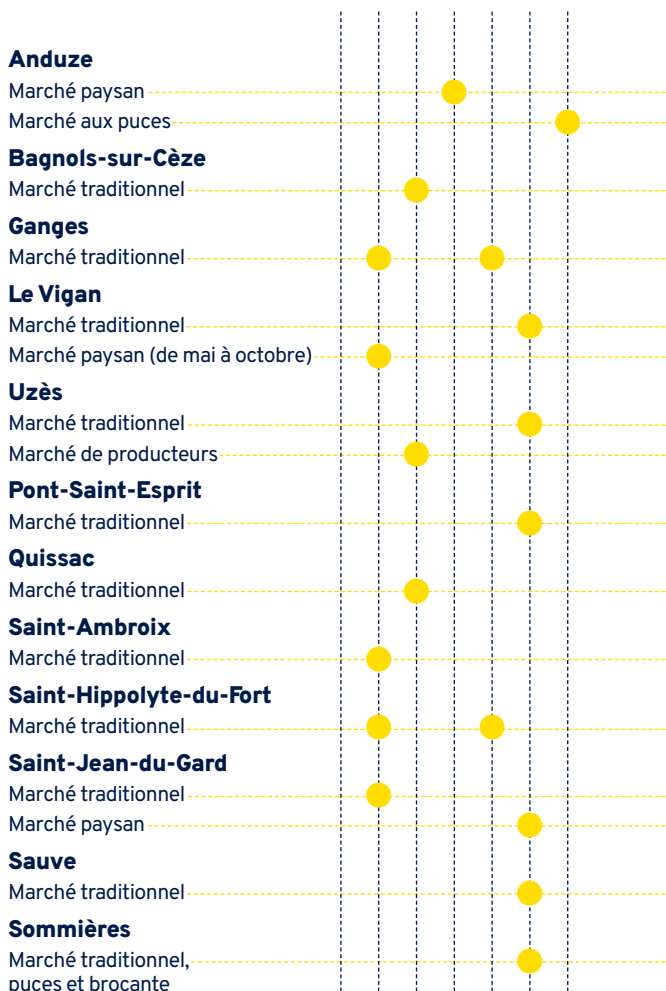 Anduze
Marché paysan
Marché aux puces
Bagnols-sur-Cèze
Marché traditionnel
Ganges
Marché traditionnel
Le Vigan
Marché traditionnel
Marché paysan (de mai à octobre)
Uzès
Marché traditionnel
Marché de producteurs
Pont-Saint-Esprit
Marché traditionnel
Quissac
Marché traditionnel
Saint-Ambroix
Marché traditionnel
Saint-Hippolyte-du-Fort
Marché traditionnel
Saint-Jean-du-Gard
Marché traditionnel
Marché paysan
Sauve
Marché traditionnel
Sommières
Marché traditionnel,
puces et brocante